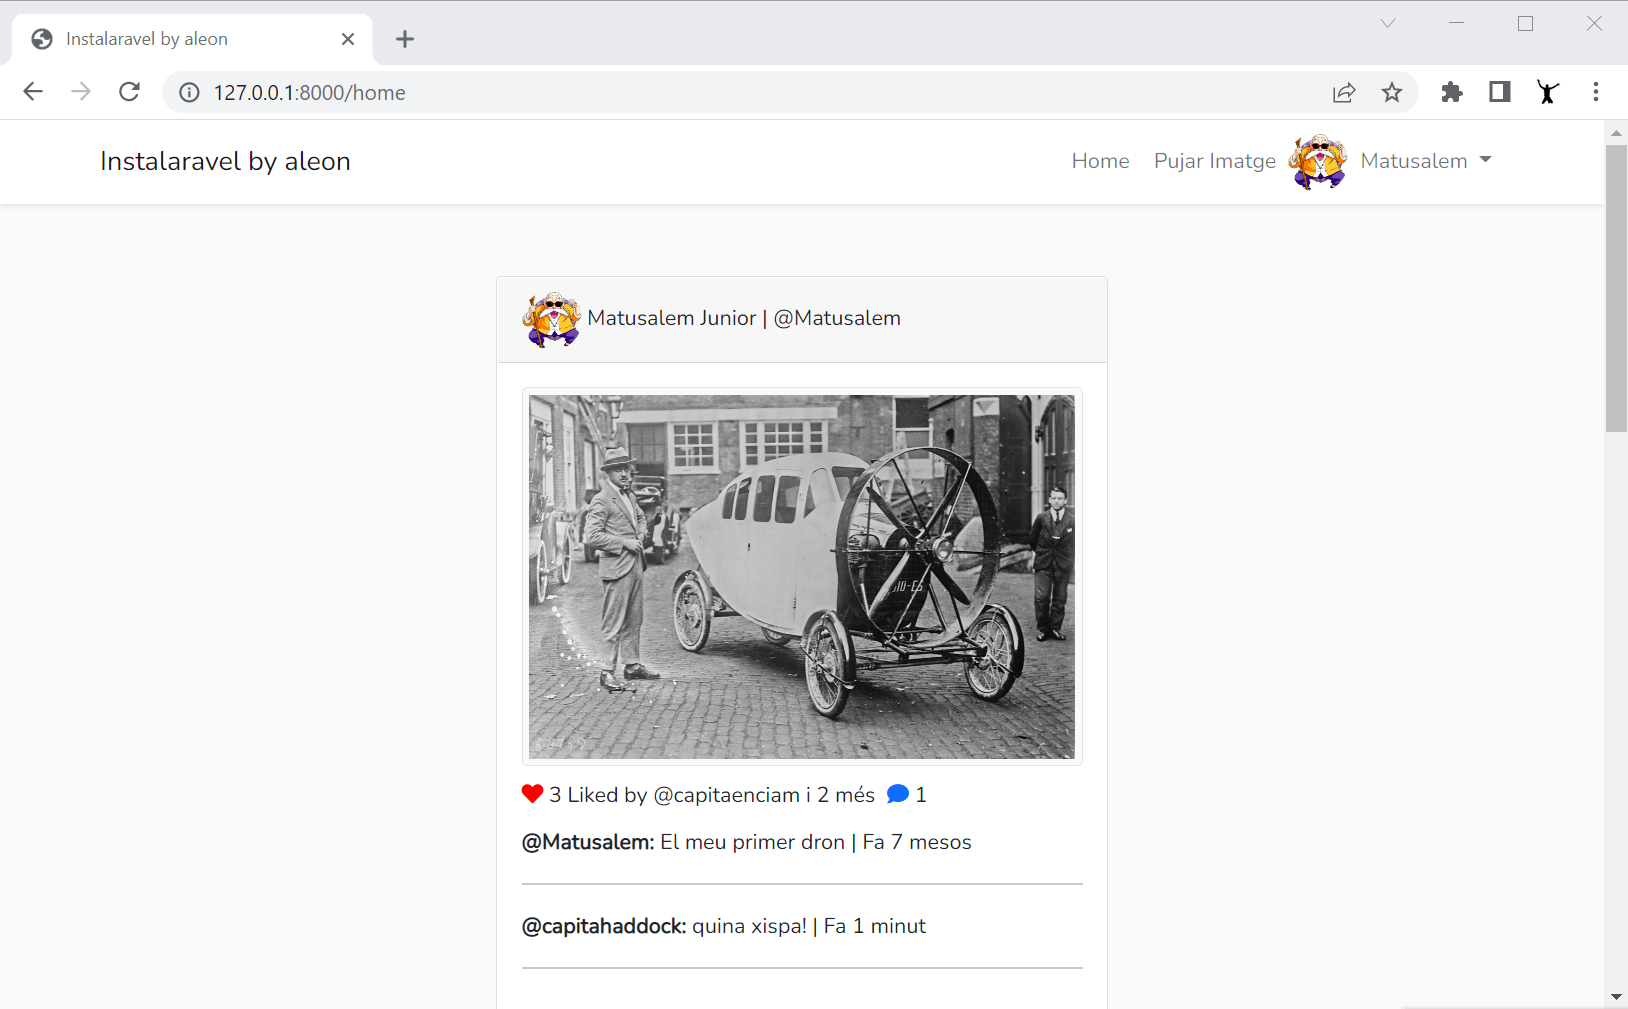 Instalaravel by aleon
127.0.0.1:8000/home
Instalaravel by aleon
Home Pujar Imatge Matusalem
Matusalem Junior | @Matusalem
3 Liked by @capitaenciam i 2 més 1
@Matusalem: El meu primer dron | Fa 7 mesos
@capitahaddock: quina xispa! | Fa 1 minut